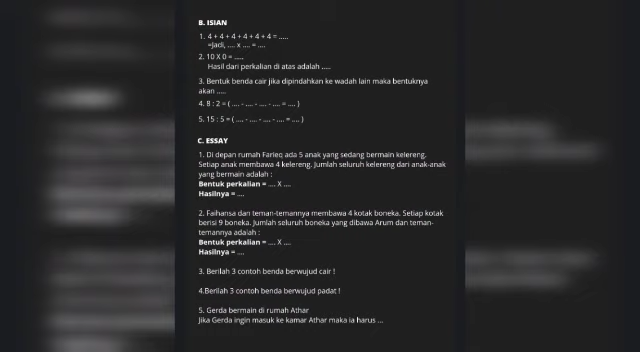 B. ISIAN
1. 4 + 4 + 4 + 4 + 4 + 4 = .....
=Jadi, .... x .... = ....
2. 10 X 0 = .....
Hasil dari perkalian di atas adalah .....
3. Bentuk benda cair jika dipindahkan ke wadah lain maka bentuknya
akan .....
4. 8 : 2 = ( .... - .... - .... - .... = .... )
5. 15 : 5 = ( .... - .... - .... - .... = .... )
C. ESSAY
1. Di depan rumah Farieq ada 5 anak yang sedang bermain kelereng.
Setiap anak membawa 4 kelereng. Jumlah seluruh kelereng dari anak-anak
yang bermain adalah :
Bentuk perkalian = .... X ....
Hasilnya = ....
2. Faihansa dan teman-temannya membawa 4 kotak boneka. Setiap kotak
berisi 9 boneka. Jumlah seluruh boneka yang dibawa Arum dan teman-
temannya adalah :
Bentuk perkalian = .... X ....
Hasilnya = ....
3. Berilah 3 contoh benda berwujud cair !
4.Berilah 3 contoh benda berwujud padat !
5. Gerda bermain di rumah Athar
Jika Gerda ingin masuk ke kamar Athar maka ia harus ...